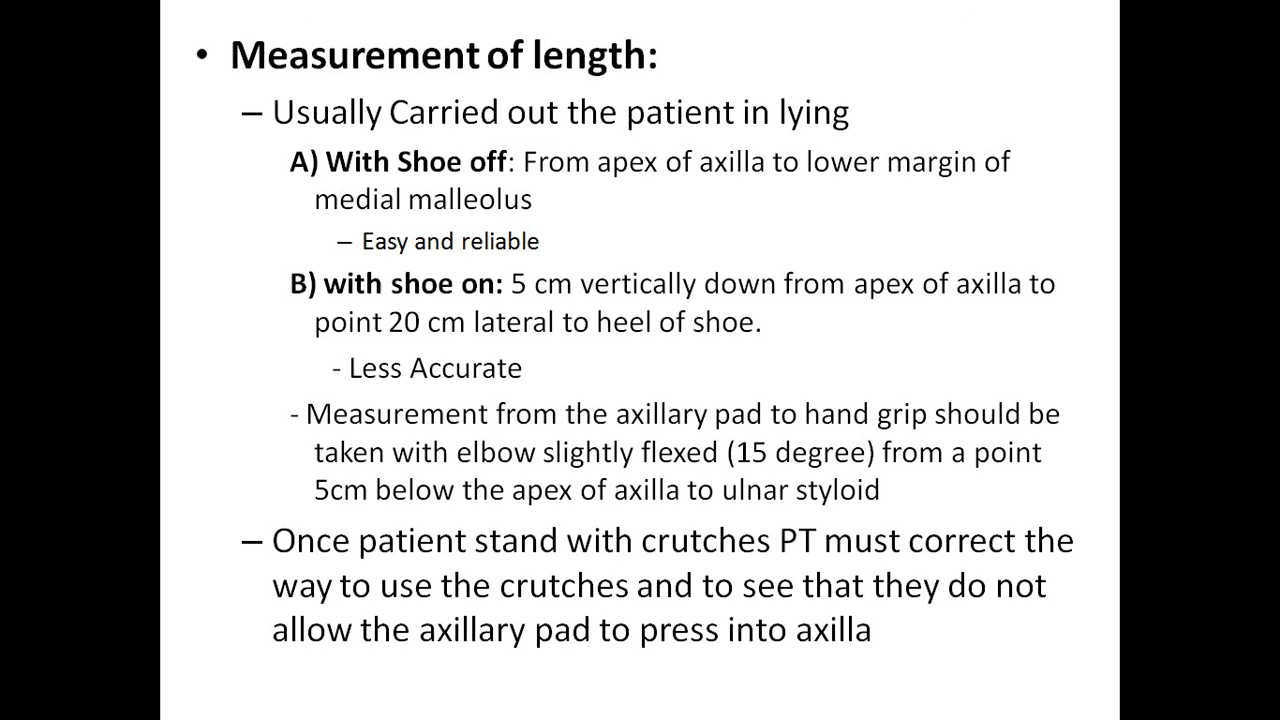 • Measurement of length:
– Usually Carried out the patient in lying
A) With Shoe off: From apex of axilla to lower margin of
medial malleolus
– Easy and reliable
B) with shoe on: 5 cm vertically down from apex of axilla to
point 20 cm lateral to heel of shoe.
- Less Accurate
- Measurement from the axillary pad to hand grip should be
taken with elbow slightly flexed (15 degree) from a point
5cm below the apex of axilla to ulnar styloid
– Once patient stand with crutches PT must correct the
way to use the crutches and to see that they do not
allow the axillary pad to press into axilla